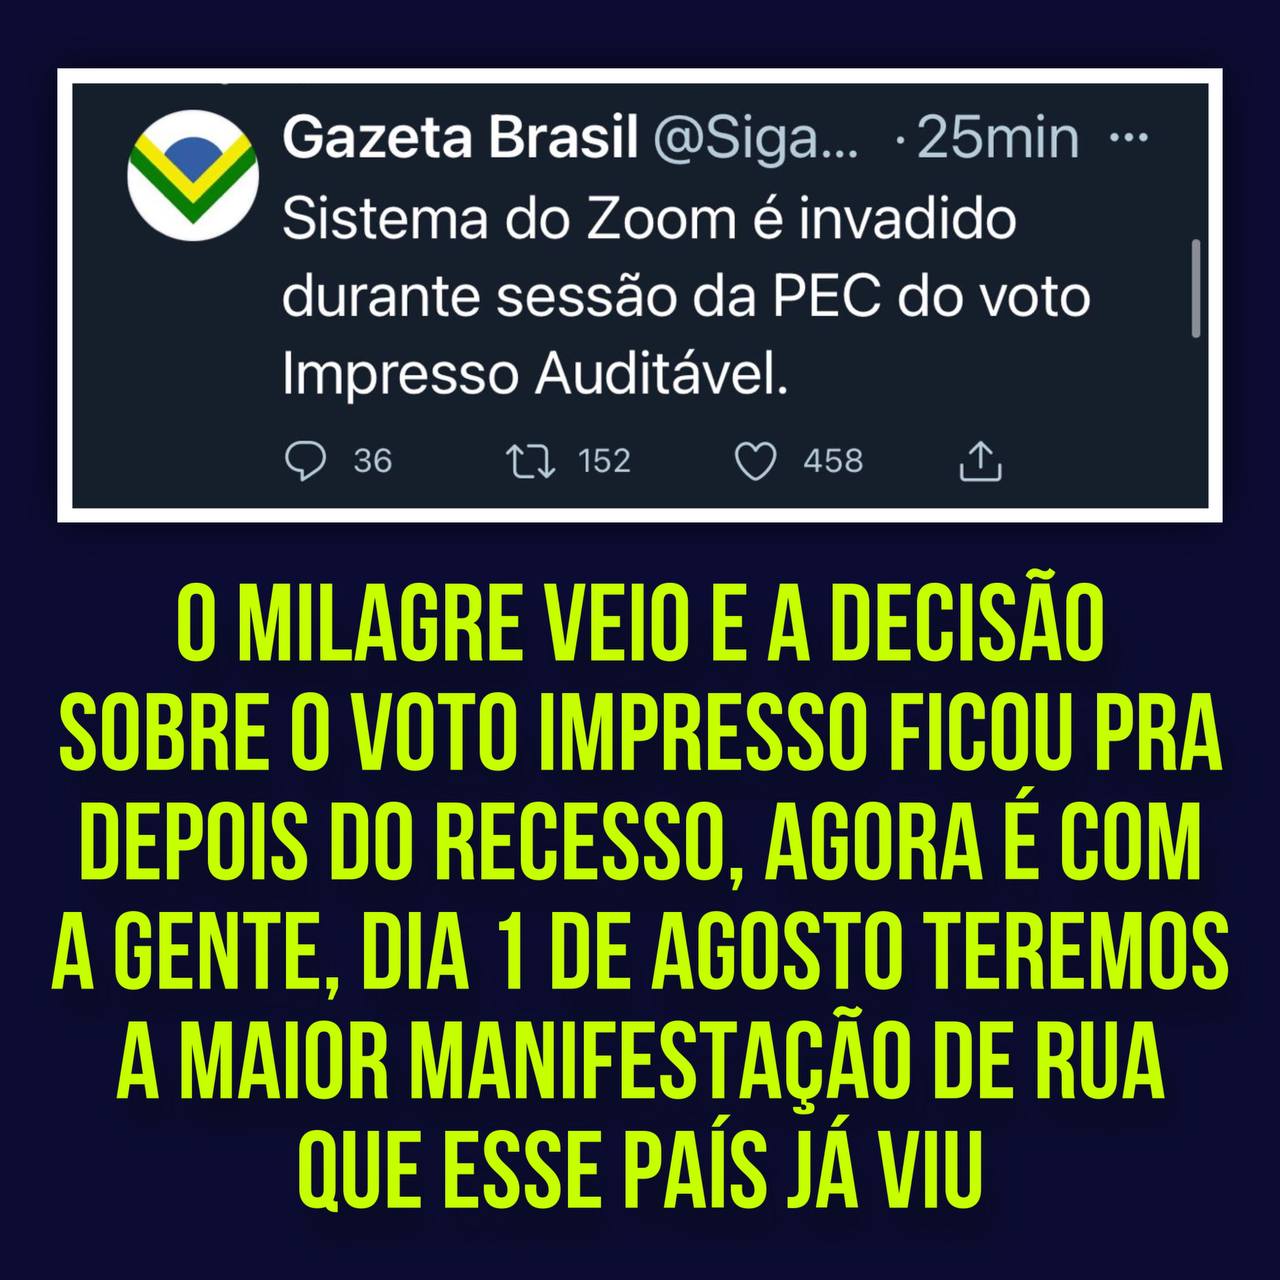 Gazeta Brasil @Siga... · 25min ...
Sistema do Zoom é invadido
durante sessão da PEC do voto
Impresso Auditável.
36 152 458
O MILAGRE VEIO E A DECISÃO
SOBRE O VOTO IMPRESSO FICOU PRA
DEPOIS DO RECESSO, AGORA É COM
A GENTE, DIA 1 DE AGOSTO TEREMOS
A MAIOR MANIFESTAÇÃO DE RUA
QUE ESSE PAÍS JÁ VIU